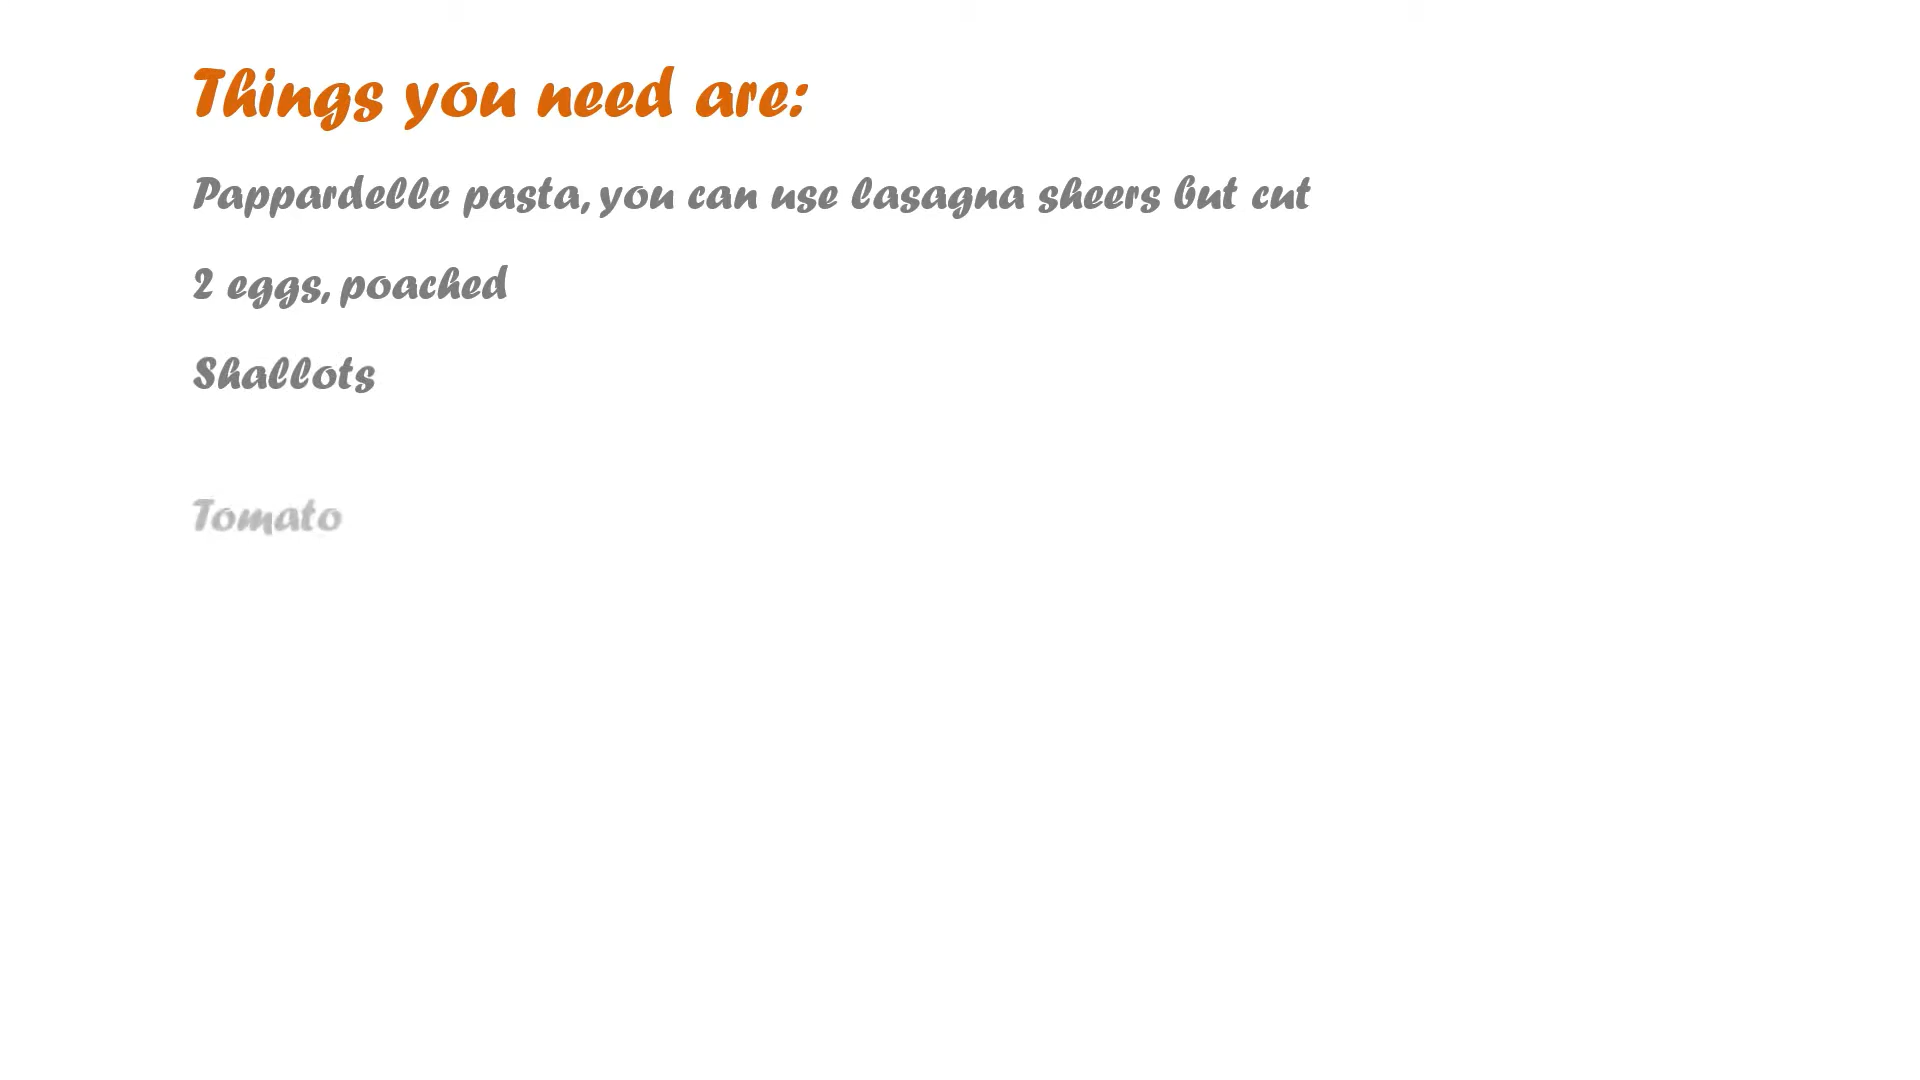 Things you need are:
Pappardelle pasta, you can use lasagna sheers but cut
2 eggs, poached
Shallots
Tomato